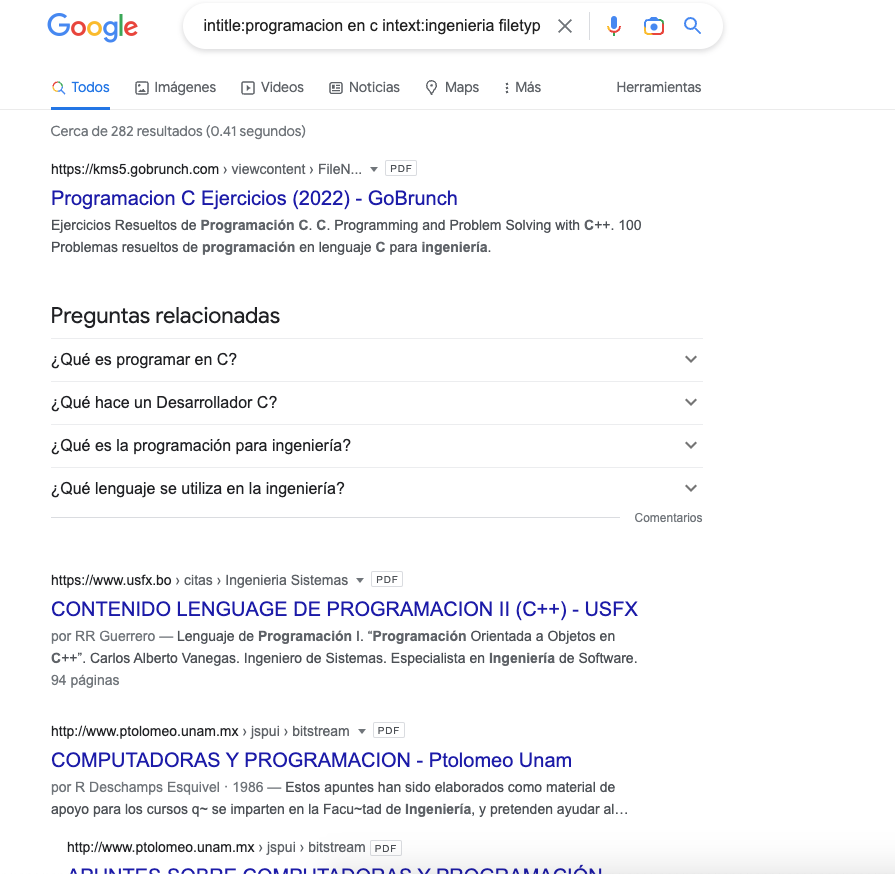 Google
intitle:programacion en c intext:ingenieria filetyp
Todos Imágenes Videos Noticias Maps Más Herramientas
Cerca de 282 resultados (0.41 segundos)
https://kms5.gobrunch.com › viewcontent › FileN... PDF
Programacion C Ejercicios (2022) - GoBrunch
Ejercicios Resueltos de Programación C. C. Programming and Problem Solving with C++. 100
Problemas resueltos de programación en lenguaje C para ingeniería.
Preguntas relacionadas
¿Qué es programar en C?
¿Qué hace un Desarrollador C?
¿Qué es la programación para ingeniería?
¿Qué lenguaje se utiliza en la ingeniería?
Comentarios
https://www.usfx.bo › citas › Ingenieria Sistemas PDF
CONTENIDO LENGUAGE DE PROGRAMACION II (C++) - USFX
por RR Guerrero — Lenguaje de Programación I. “Programación Orientada a Objetos en
C++”. Carlos Alberto Vanegas. Ingeniero de Sistemas. Especialista en Ingeniería de Software.
94 páginas
http://www.ptolomeo.unam.mx › jspui › bitstream PDF
COMPUTADORAS Y PROGRAMACION - Ptolomeo Unam
por R Deschamps Esquivel · 1986 — Estos apuntes han sido elaborados como material de
apoyo para los cursos q~ se imparten en la Facu~tad de Ingeniería, y pretenden ayudar al...
http://www.ptolomeo.unam.mx › jspui › bitstream PDF
APUNTES SOBRE COMPUTADORAS Y PROGRAMACIÓN